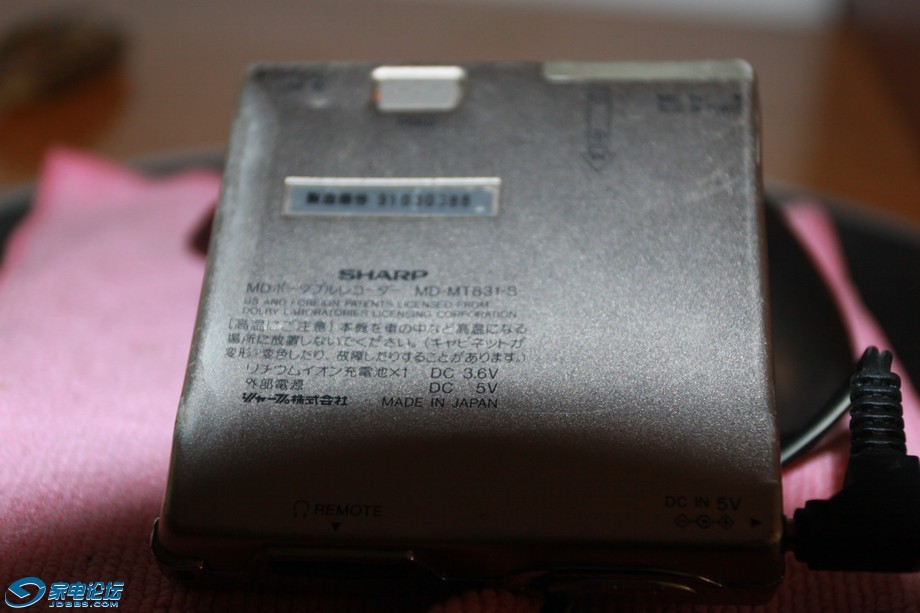 製造番号 31030388
SHARP
MDポータブルレコーダー MD-MT831-S
US AND FOREIGN PATENTS LICENSED FROM
DOLBY LABORATORIES LICENSING CORPORATION
〔高温にご注意〕本機を車の中など高温になる
場所に放置しないでください。(キャビネットが
変形、変色したり、故障したりすることがあります。)
リチウムイオン充電池×1 DC 3.6V
外部電源 DC 5V
シャープ株式会社 MADE IN JAPAN
REMOTE
DC IN 5V
家电论坛
JDBBS.COM